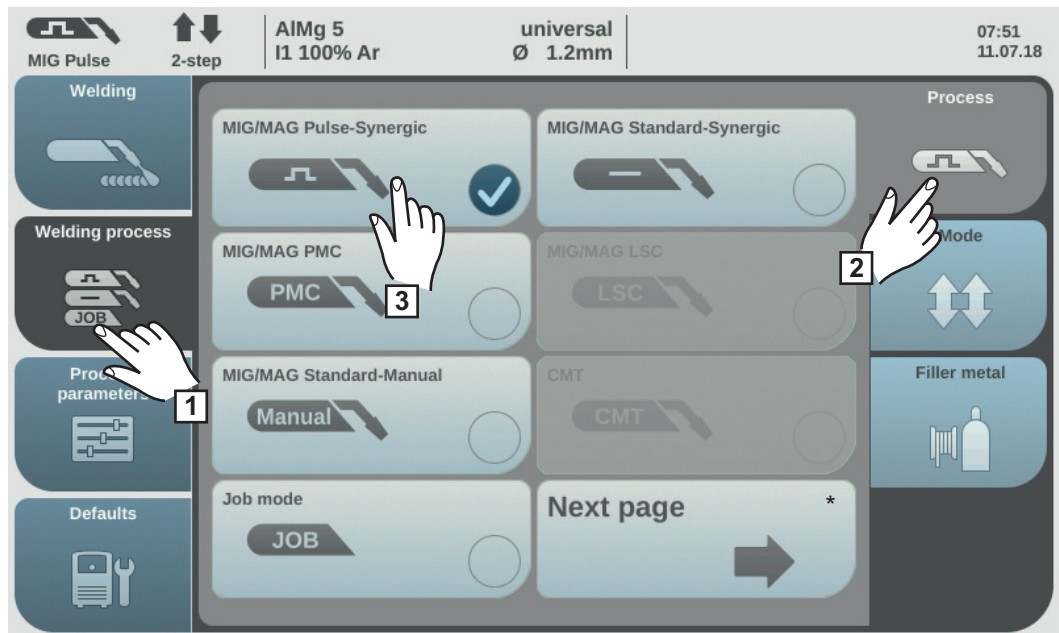 MIG Pulse
2-step
AlMg 5
I1 100% Ar
universal
Ø 1.2mm
07:51
11.07.18
Welding
Welding process
JOB
1
Process
parameters
Defaults
MIG/MAG Pulse-Synergic
MIG/MAG Standard-Synergic
MIG/MAG PMC
PMC
3
MIG/MAG LSC
LSC
MIG/MAG Standard-Manual
Manual
CMT
CMT
Job mode
JOB
Next page *
Process
2
Mode
Filler metal